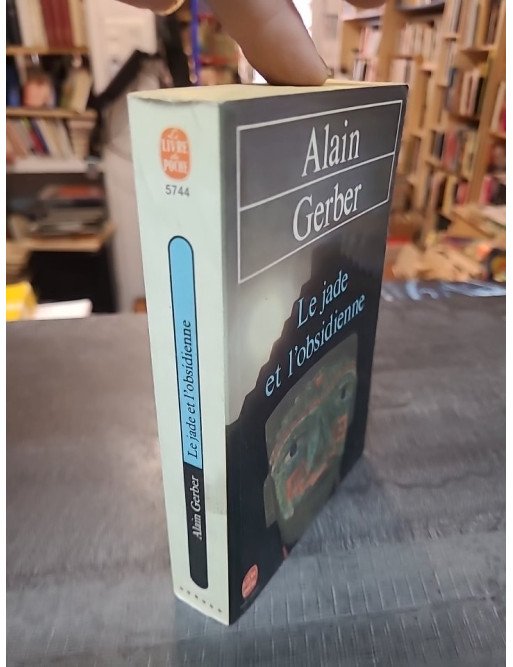 Le
LIVRE
de
POCHE
5744
Alain Gerber Le jade et l'obsidienne
Alain
Gerber
Le jade
et l'obsidienne